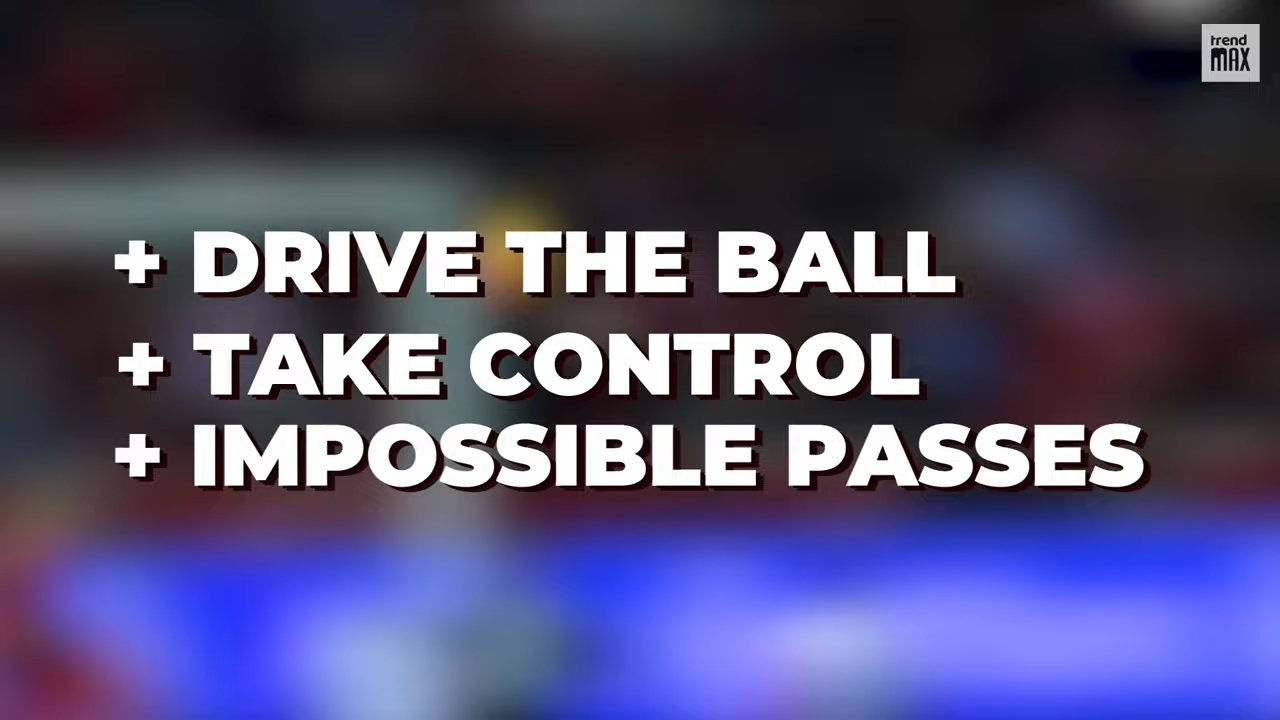 trend
MAX
+ DRIVE THE BALL
+ TAKE CONTROL
+ IMPOSSIBLE PASSES